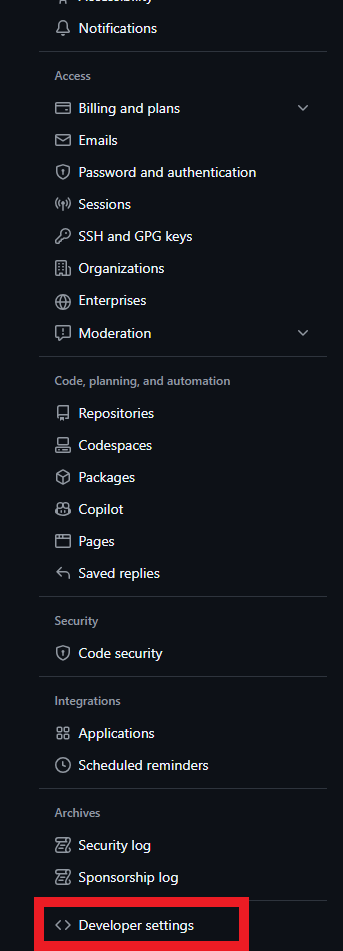 Accessibility
Notifications
Access
Billing and plans
Emails
Password and authentication
Sessions
SSH and GPG keys
Organizations
Enterprises
Moderation
Code, planning, and automation
Repositories
Codespaces
Packages
Copilot
Pages
Saved replies
Security
Code security
Integrations
Applications
Scheduled reminders
Archives
Security log
Sponsorship log
Developer settings